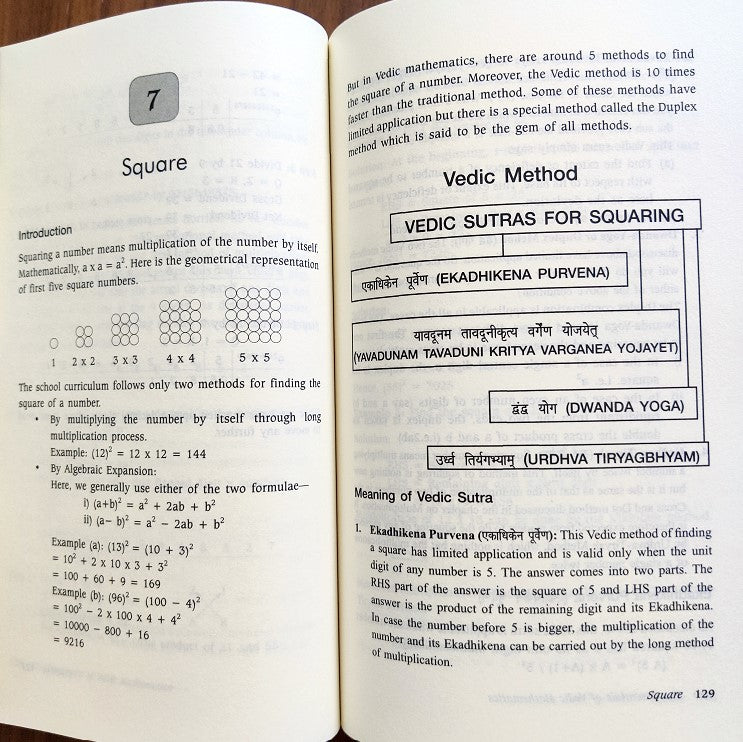 7
Square
Introduction
Squaring a number means multiplication of the number by itself.
Mathematically, a x a = a². Here is the geometrical representation
of first five square numbers.
1 2 x 2 3 x 3 4 x 4 5 x 5
The school curriculum follows only two methods for finding the
square of a number.
• By multiplying the number by itself through long
multiplication process.
Example: (12)² = 12 x 12 = 144
• By Algebraic Expansion:
Here, we generally use either of the two formulae—
i) (a+b)² = a² + 2ab + b²
ii) (a– b)² = a² – 2ab + b²
Example (a): (13)² = (10 + 3)²
= 10² + 2 x 10 x 3 + 3²
= 100 + 60 + 9 = 169
Example (b): (96)² = (100 – 4)²
= 100² – 2 x 100 x 4 + 4²
= 10000 – 800 + 16
= 9216
But in Vedic mathematics, there are around 5 methods to find
the square of a number. Moreover, the Vedic method is 10 times
faster than the traditional method. Some of these methods have
limited application but there is a special method called the Duplex
method which is said to be the gem of all methods.
Vedic Method
VEDIC SUTRAS FOR SQUARING
एकाधिकेन पूर्वेण (EKADHIKENA PURVENA)
यावदूनम तावदूनीकृत्य वर्गेण योजयेत्
(YAVADUNAM TAVADUNI KRITYA VARGANEA YOJAYET)
द्वंद्व योग (DWANDA YOGA)
उर्ध्व तिर्यगभ्याम् (URDHVA TIRYAGBHYAM)
Meaning of Vedic Sutra
1. Ekadhikena Purvena (एकाधिकेन पूर्वेण): This Vedic method of finding
a square has limited application and is valid only when the unit
digit of any number is 5. The answer comes into two parts. The
RHS part of the answer is the square of 5 and LHS part of the
answer is the product of the remaining digit and its Ekadhikena.
In case the number before 5 is bigger, the multiplication of the
number and its Ekadhikena can be carried out by the long method
of multiplication.
Square 129